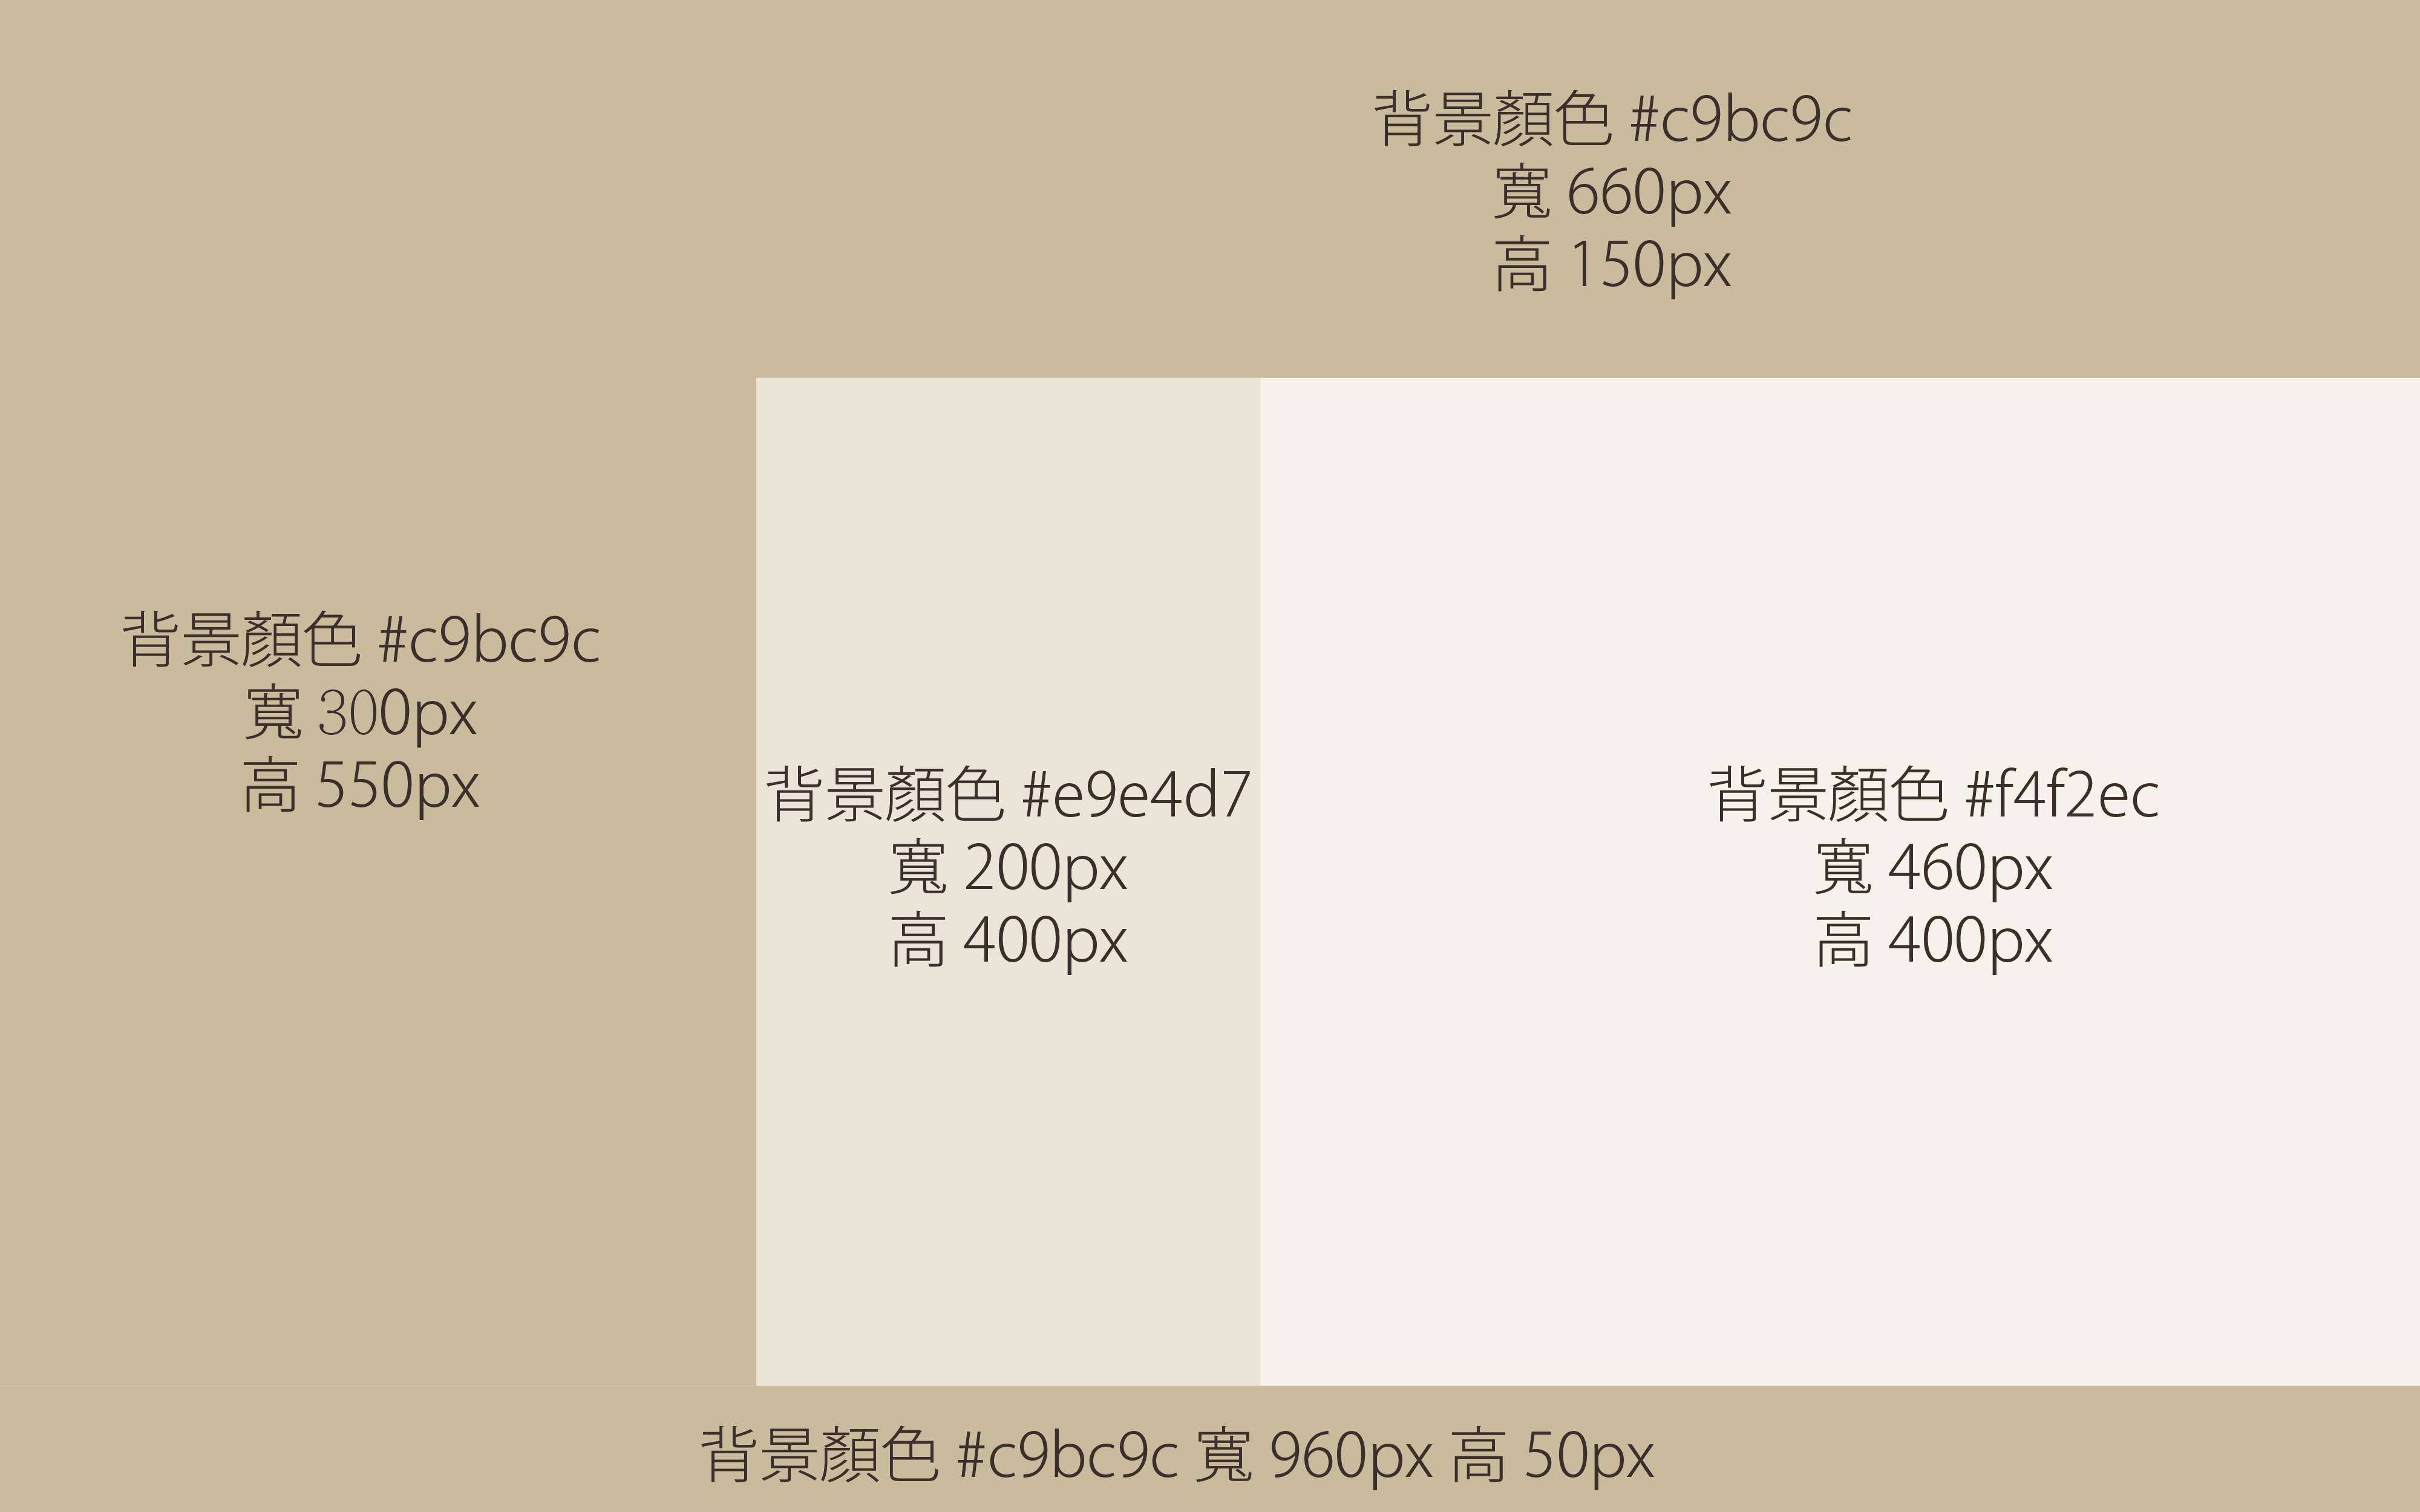 背景顏色 #c9bc9c
寬 660px
高 150px
背景顏色 #c9bc9c
寬 300px
高 550px
背景顏色 #e9e4d7
寬 200px
高 400px
背景顏色 #f4f2ec
寬 460px
高 400px
背景顏色 #c9bc9c 寬 960px 高 50px